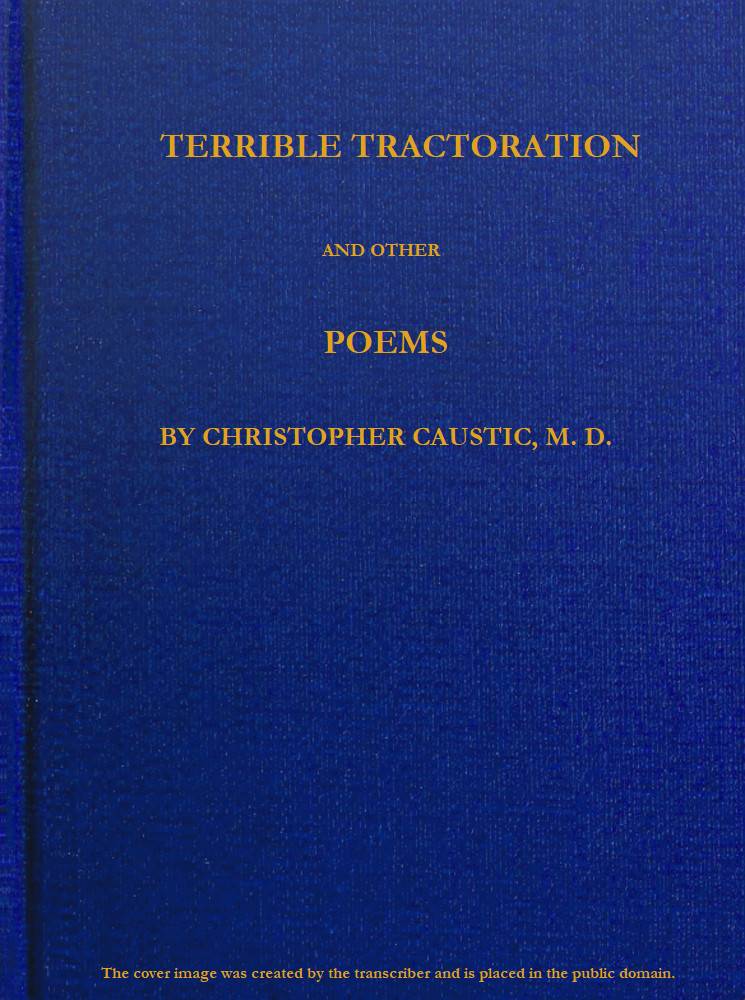 TERRIBLE TRACTORATION
AND OTHER
POEMS
BY CHRISTOPHER CAUSTIC, M. D.
The cover image was created by the transcriber and is placed in the public domain.